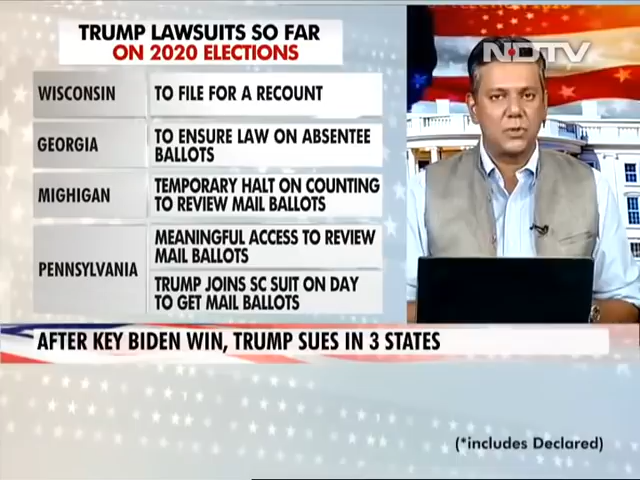 TRUMP LAWSUITS SO FAR
ON 2020 ELECTIONS
NDTV
WISCONSIN
TO FILE FOR A RECOUNT
GEORGIA
TO ENSURE LAW ON ABSENTEE
BALLOTS
MIGHIGAN
TEMPORARY HALT ON COUNTING
TO REVIEW MAIL BALLOTS
PENNSYLVANIA
MEANINGFUL ACCESS TO REVIEW
MAIL BALLOTS
TRUMP JOINS SC SUIT ON DAY
TO GET MAIL BALLOTS
AFTER KEY BIDEN WIN, TRUMP SUES IN 3 STATES
(*includes Declared)